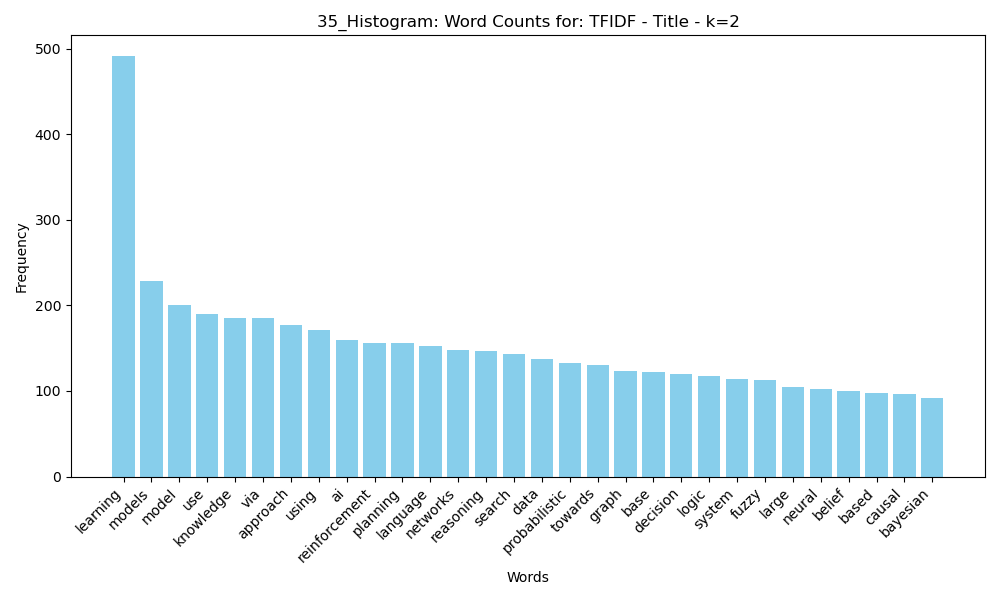 35_Histogram: Word Counts for: TFIDF - Title - k=2
Frequency
500
400
300
200
100
0
learning
models
model
use
knowledge
via
approach
using
ai
reinforcement
planning
language
networks
reasoning
search
data
probabilistic
towards
graph
base
decision
logic
system
fuzzy
large
neural
belief
based
causal
bayesian
Words